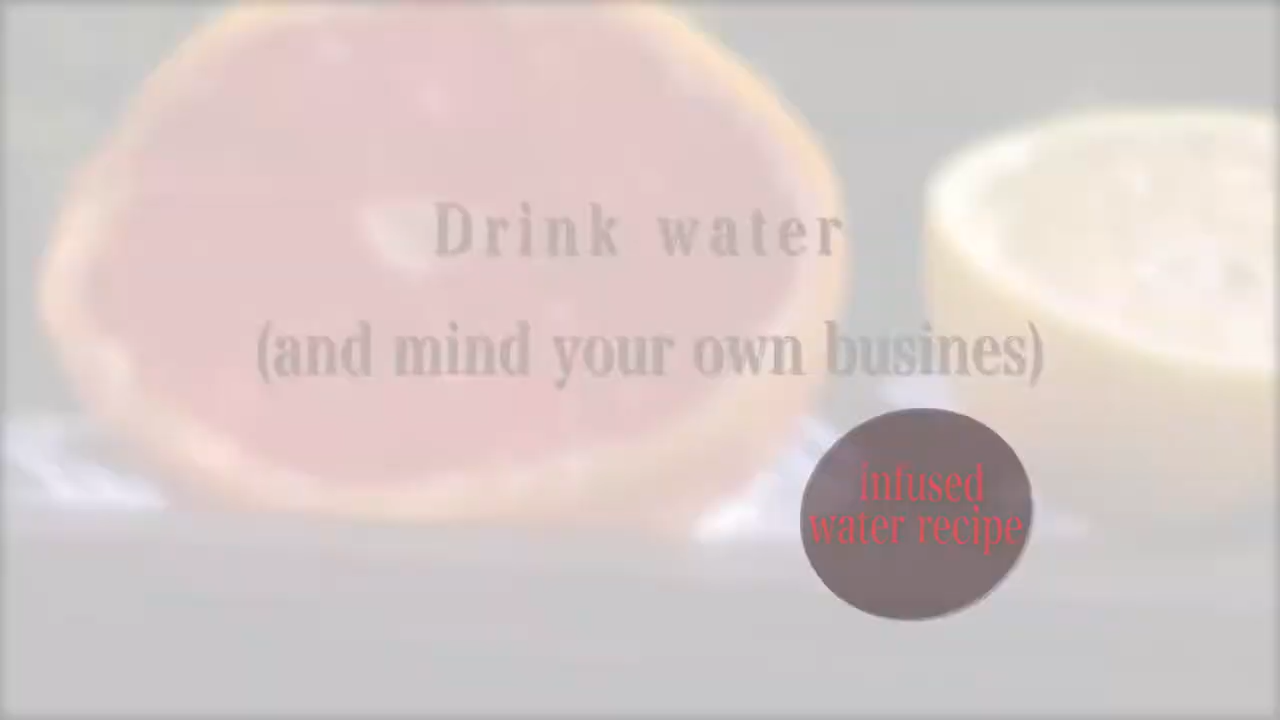 Drink water
(and mind your own busines)
infused
water recipe